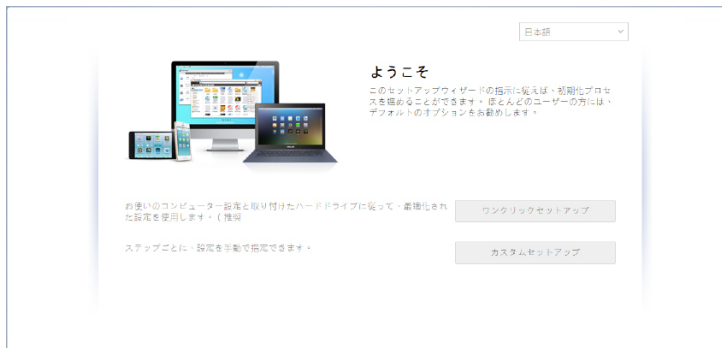 日本語
ようこそ
このセットアップウィザードの指示に従えば、初期化プロセ
スを進めることができます。ほとんどのユーザーの方には、
デフォルトのオプションをお勧めします。
お使いのコンピューター設定と取り付けたハードドライブに従って、最適化され
た設定を使用します。(推奨
ワンクリックセットアップ
ステップごとに、設定を手動で指定できます。
カスタムセットアップ